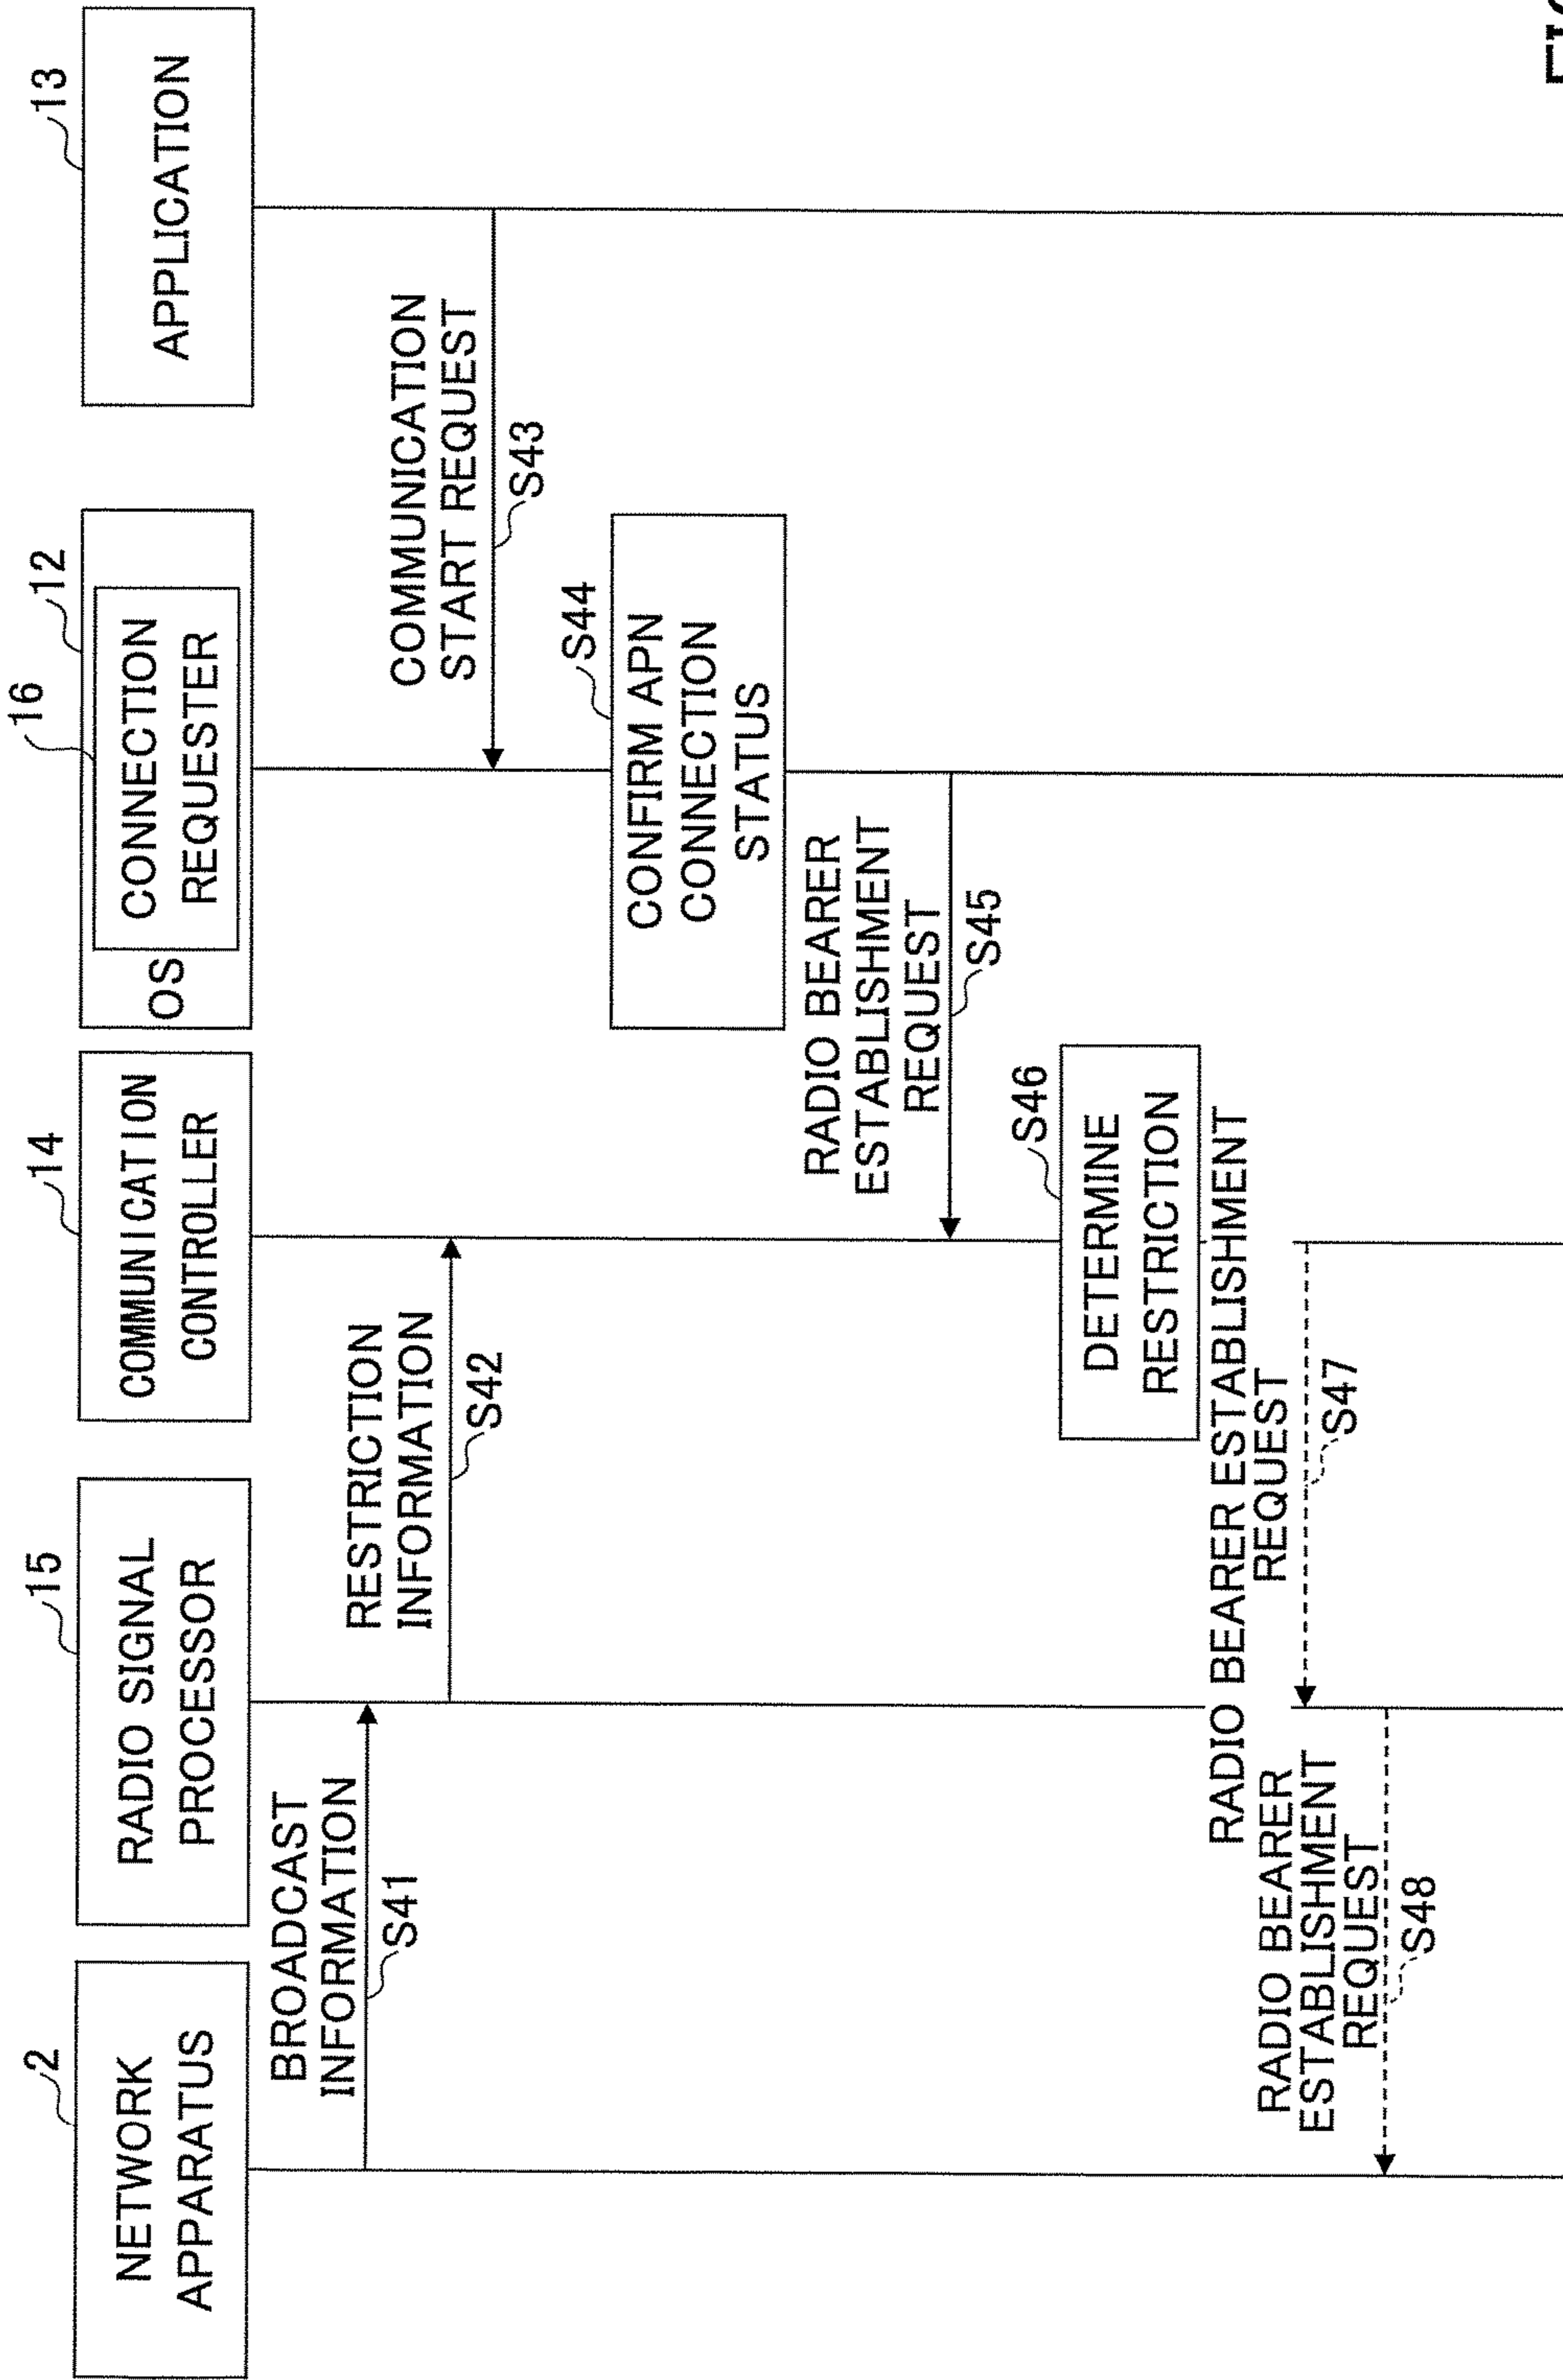 2
NETWORK
APPARATUS
15
RADIO SIGNAL
PROCESSOR
14
COMMUNICATION
CONTROLLER
16
12
OS
CONNECTION
REQUESTER
13
APPLICATION
BROADCAST
INFORMATION
S41
RESTRICTION
INFORMATION
S42
COMMUNICATION
START REQUEST
S43
S44
CONFIRM APN
CONNECTION
STATUS
RADIO BEARER
ESTABLISHMENT
REQUEST
S45
S46
DETERMINE
RESTRICTION
RADIO BEARER ESTABLISHMENT
REQUEST
S47
RADIO BEARER
ESTABLISHMENT
REQUEST
S48